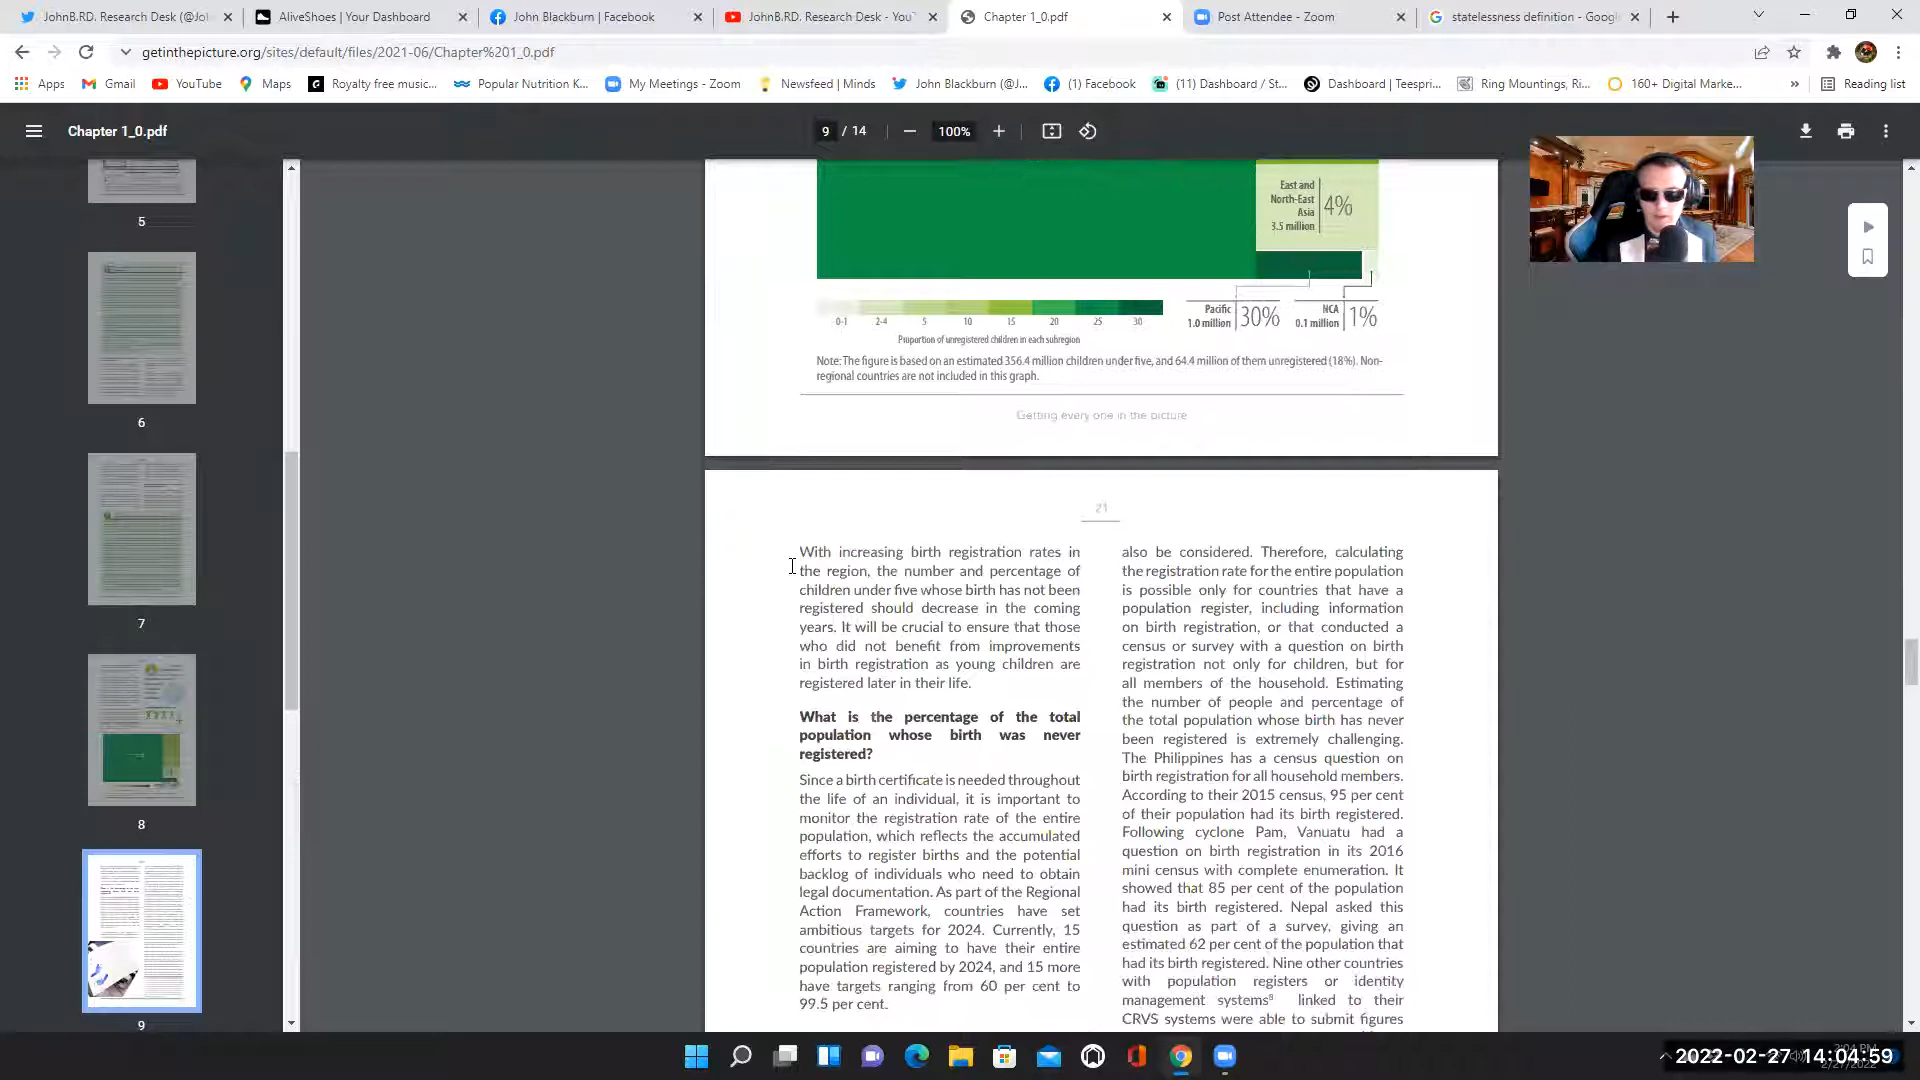 JohnB.RD. Research Desk (@Jol
AliveShoes | Your Dashboard
John Blackburn | Facebook
JohnB.RD. Research Desk - YouT
Chapter 1_0.pdf
Post Attendee - Zoom
statelessness definition - Googl
getinthepicture.org/sites/default/files/2021-06/Chapter%201_0.pdf
Apps
Gmail
YouTube
Maps
Royalty free music...
Popular Nutrition K...
My Meetings - Zoom
Newsfeed | Minds
John Blackburn (@J...
(1) Facebook
(11) Dashboard / St...
Dashboard | Teespri...
Ring Mountings, Ri...
160+ Digital Marke...
»
Reading list
Chapter 1_0.pdf
9 / 14
100%
5
6
7
8
9
East and
North-East
Asia
3.5 million
4%
0-1 2-4 5 10 15 20 25 30
Proportion of unregistered children in each subregion
Pacific
1.0 million
30%
NCA
0.1 million
1%
Note: The figure is based on an estimated 356.4 million children under five, and 64.4 million of them unregistered (18%). Non-
regional countries are not included in this graph.
Getting every one in the picture
21
With increasing birth registration rates in
the region, the number and percentage of
children under five whose birth has not been
registered should decrease in the coming
years. It will be crucial to ensure that those
who did not benefit from improvements
in birth registration as young children are
registered later in their life.
What is the percentage of the total
population whose birth was never
registered?
Since a birth certificate is needed throughout
the life of an individual, it is important to
monitor the registration rate of the entire
population, which reflects the accumulated
efforts to register births and the potential
backlog of individuals who need to obtain
legal documentation. As part of the Regional
Action Framework, countries have set
ambitious targets for 2024. Currently, 15
countries are aiming to have their entire
population registered by 2024, and 15 more
have targets ranging from 60 per cent to
99.5 per cent.
also be considered. Therefore, calculating
the registration rate for the entire population
is possible only for countries that have a
population register, including information
on birth registration, or that conducted a
census or survey with a question on birth
registration not only for children, but for
all members of the household. Estimating
the number of people and percentage of
the total population whose birth has never
been registered is extremely challenging.
The Philippines has a census question on
birth registration for all household members.
According to their 2015 census, 95 per cent
of their population had its birth registered.
Following cyclone Pam, Vanuatu had a
question on birth registration in its 2016
mini census with complete enumeration. It
showed that 85 per cent of the population
had its birth registered. Nepal asked this
question as part of a survey, giving an
estimated 62 per cent of the population that
had its birth registered. Nine other countries
with population registers or identity
management systems⁸ linked to their
CRVS systems were able to submit figures
2022-02-27 14:04:59